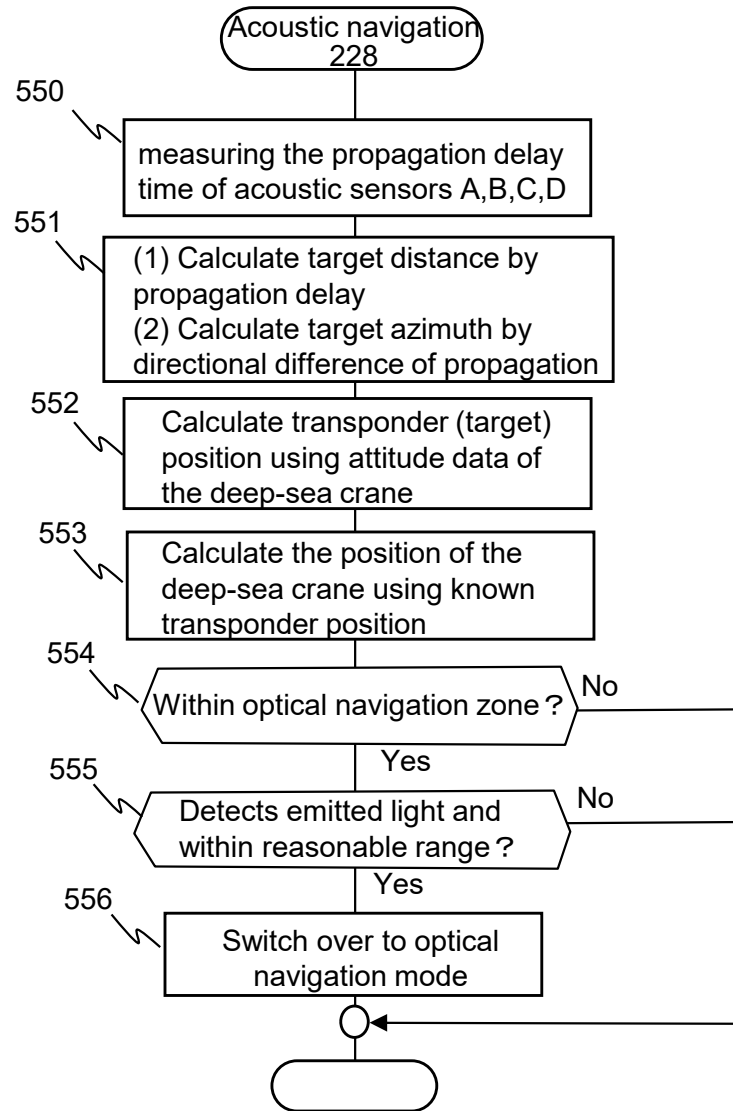 Acoustic navigation
228
550
measuring the propagation delay
time of acoustic sensors A,B,C,D
551
(1) Calculate target distance by
propagation delay
(2) Calculate target azimuth by
directional difference of propagation
552
Calculate transponder (target)
position using attitude data of
the deep-sea crane
553
Calculate the position of the
deep-sea crane using known
transponder position
554
Within optical navigation zone？
No
Yes
555
Detects emitted light and
within reasonable range？
No
Yes
556
Switch over to optical
navigation mode